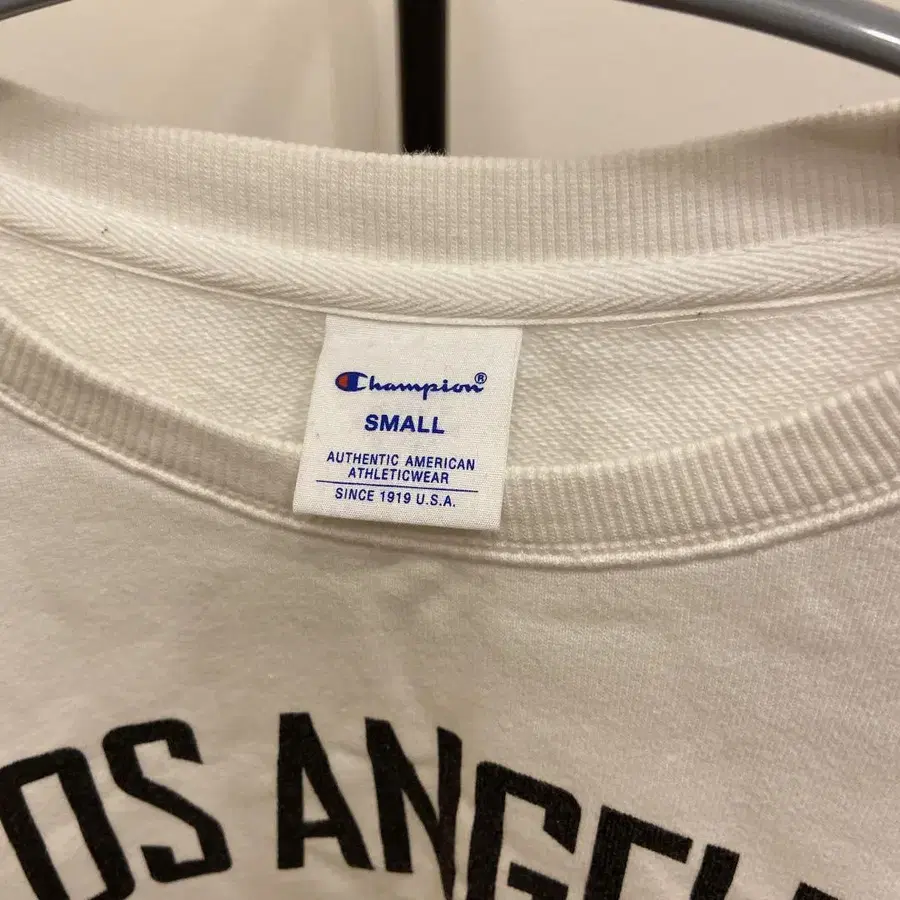 Champion®
SMALL
AUTHENTIC AMERICAN
ATHLETICWEAR
SINCE 1919 U.S.A.
OS ANGEL